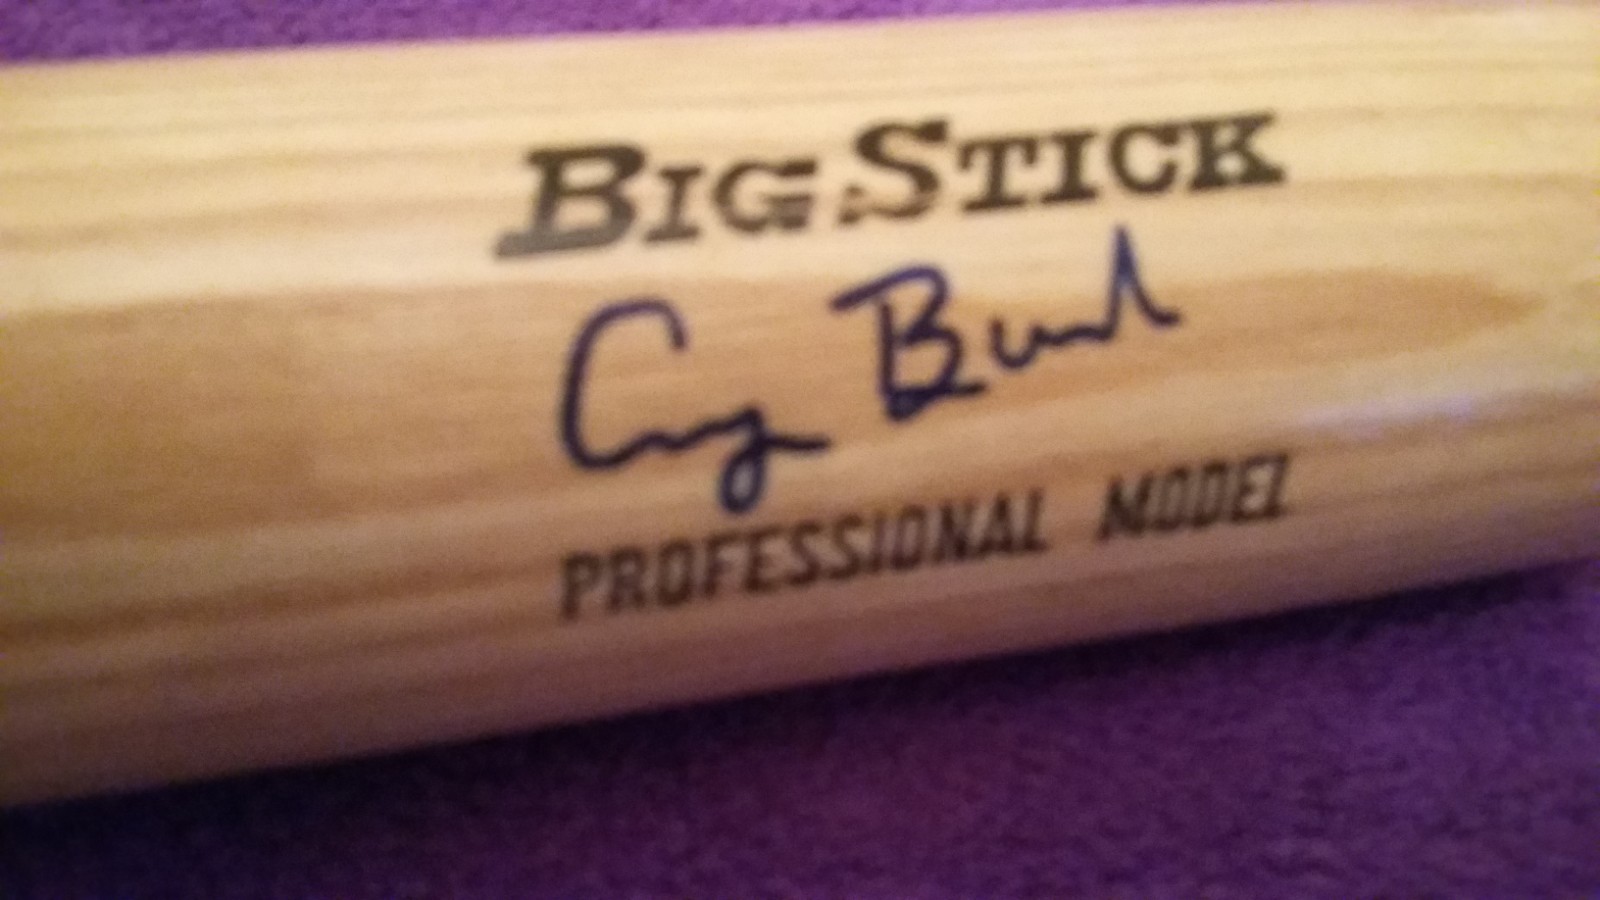 BIG STICK
PROFESSIONAL MODEL